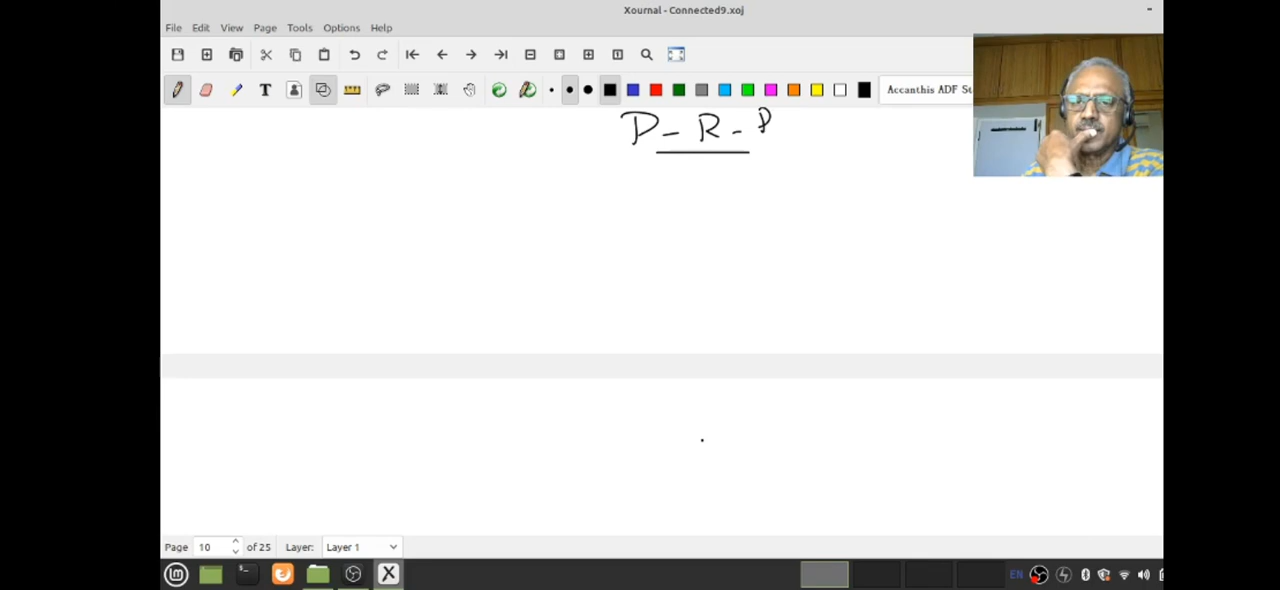 Xournal - Connected9.xoj
File Edit View Page Tools Options Help
T
Accanthis ADF St
P - R - P
Page 10 of 25 Layer: Layer 1
EN